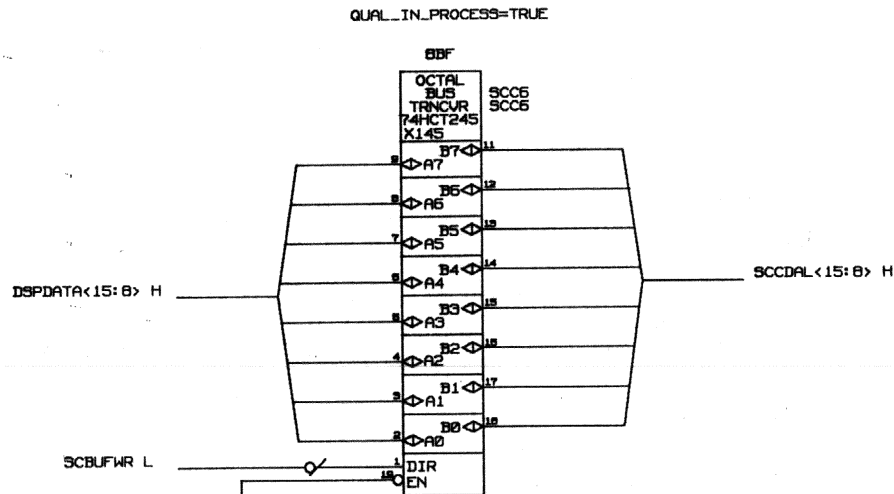 QUAL_IN_PROCESS=TRUE
8BF
OCTAL
BUS
TRNCVR
74HCT245
X145
SCC6
SCC6
B7 11
9 A7
B6 12
8 A6
B5 13
7 A5
B4 14
6 A4
SCCDAL<15:8> H
DSPDATA<15:8> H
B3 15
5 A3
B2 16
4 A2
B1 17
3 A1
B0 18
2 A0
SCBUFWR L
1 DIR
19 EN